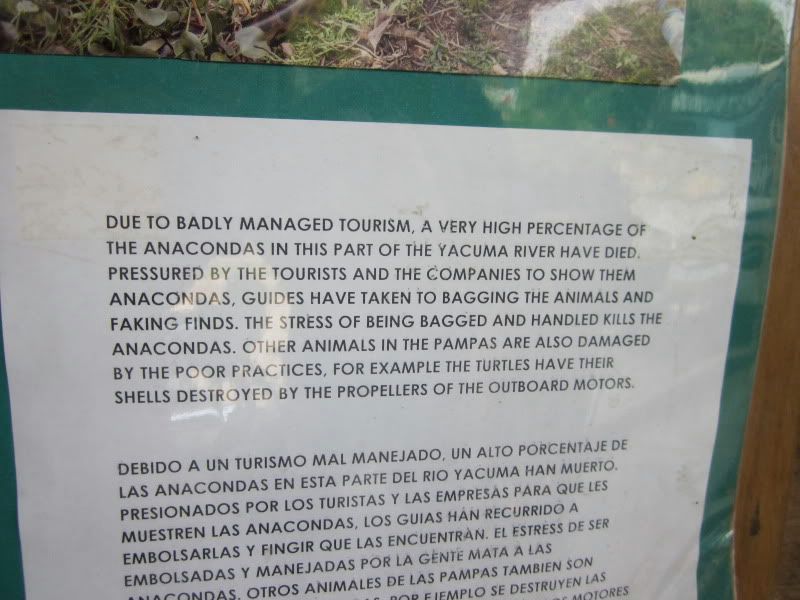 DUE TO BADLY MANAGED TOURISM, A VERY HIGH PERCENTAGE OF
THE ANACONDAS IN THIS PART OF THE YACUMA RIVER HAVE DIED.
PRESSURED BY THE TOURISTS AND THE COMPANIES TO SHOW THEM
ANACONDAS, GUIDES HAVE TAKEN TO BAGGING THE ANIMALS AND
FAKING FINDS. THE STRESS OF BEING BAGGED AND HANDLED KILLS THE
ANACONDAS. OTHER ANIMALS IN THE PAMPAS ARE ALSO DAMAGED
BY THE POOR PRACTICES, FOR EXAMPLE THE TURTLES HAVE THEIR
SHELLS DESTROYED BY THE PROPELLERS OF THE OUTBOARD MOTORS.
DEBIDO A UN TURISMO MAL MANEJADO, UN ALTO PORCENTAJE DE
LAS ANACONDAS EN ESTA PARTE DEL RIO YACUMA HAN MUERTO.
PRESIONADOS POR LOS TURISTAS Y LAS EMPRESAS PARA QUE LES
MUESTREN LAS ANACONDAS, LOS GUIAS HAN RECURRIDO A
EMBOLSARLAS Y FINGIR QUE LAS ENCUENTRAN. EL ESTRESS DE SER
EMBOLSADAS Y MANEJADAS POR LA GENTE MATA A LAS
ANACONDAS. OTROS ANIMALES DE LAS PAMPAS TAMBIEN SON
POR EJEMPLO SE DESTRUYEN LAS
MOTORES